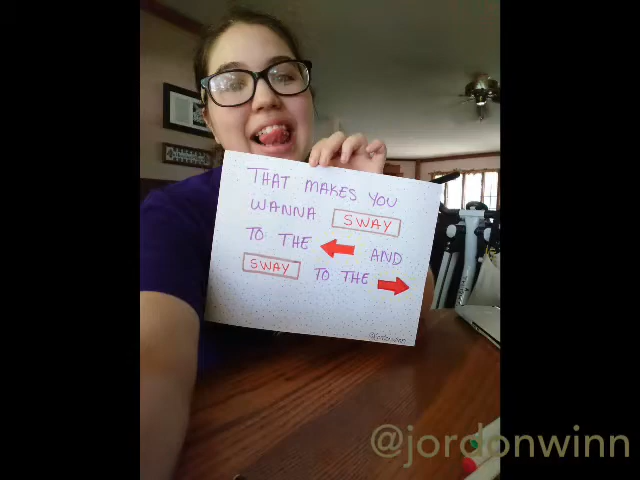 THAT MAKES YOU
WANNA SWAY
TO THE AND
SWAY TO THE
@jordonwinn